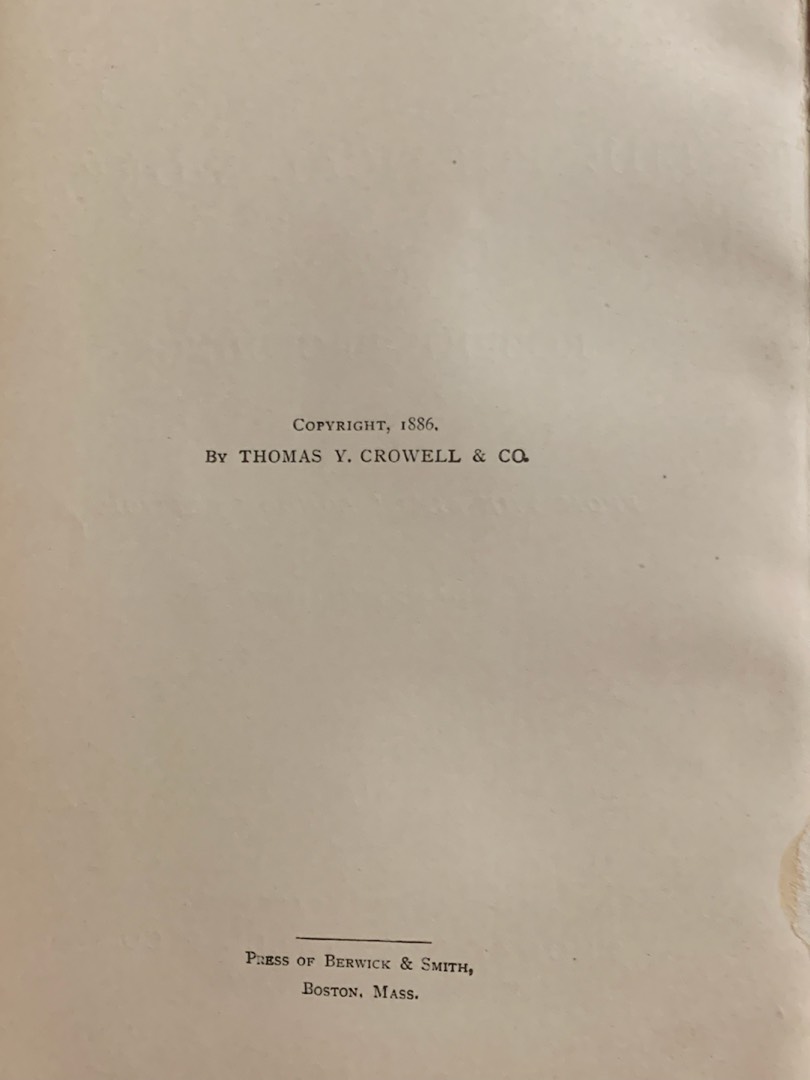 COPYRIGHT, 1886.
BY THOMAS Y. CROWELL & CO.
PRESS OF BERWICK & SMITH,
BOSTON, MASS.